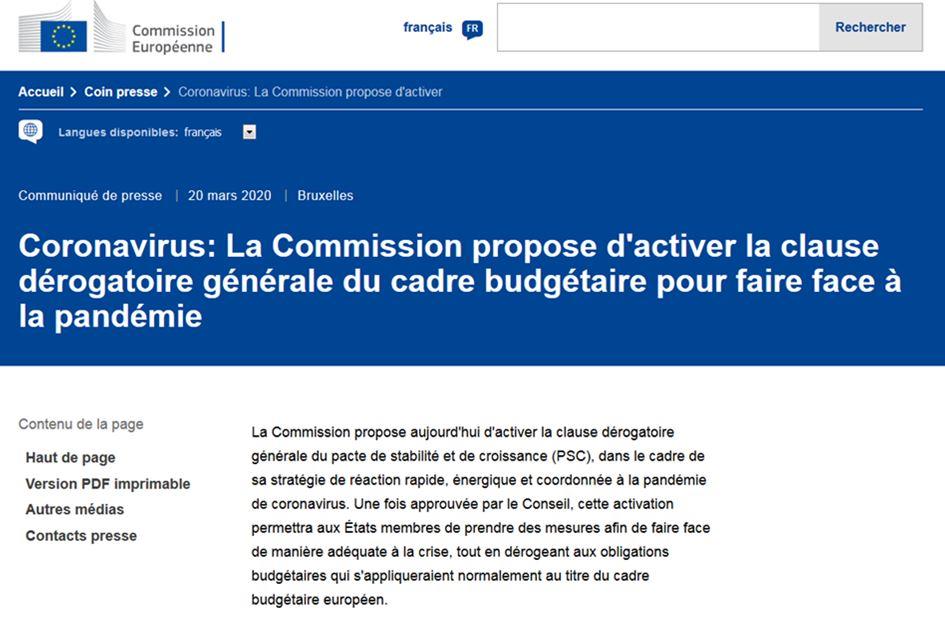 Commission
Européenne
français FR
Rechercher
Accueil > Coin presse > Coronavirus: La Commission propose d'activer
Langues disponibles: français
Communiqué de presse | 20 mars 2020 | Bruxelles
Coronavirus: La Commission propose d'activer la clause
dérogatoire générale du cadre budgétaire pour faire face à
la pandémie
Contenu de la page
Haut de page
Version PDF imprimable
Autres médias
Contacts presse
La Commission propose aujourd'hui d'activer la clause dérogatoire
générale du pacte de stabilité et de croissance (PSC), dans le cadre de
sa stratégie de réaction rapide, énergique et coordonnée à la pandémie
de coronavirus. Une fois approuvée par le Conseil, cette activation
permettra aux États membres de prendre des mesures afin de faire face
de manière adéquate à la crise, tout en dérogeant aux obligations
budgétaires qui s'appliqueraient normalement au titre du cadre
budgétaire européen.